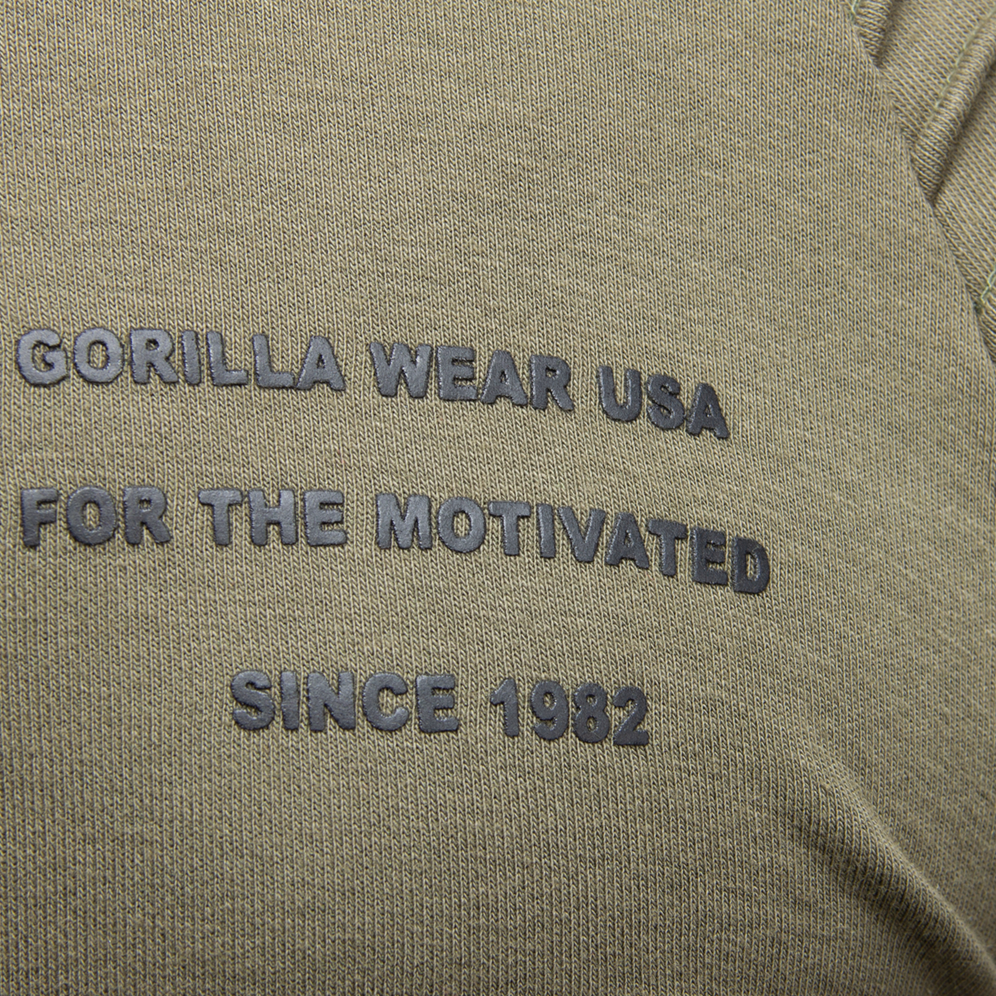 GORILLA WEAR USA
FOR THE MOTIVATED
SINCE 1982